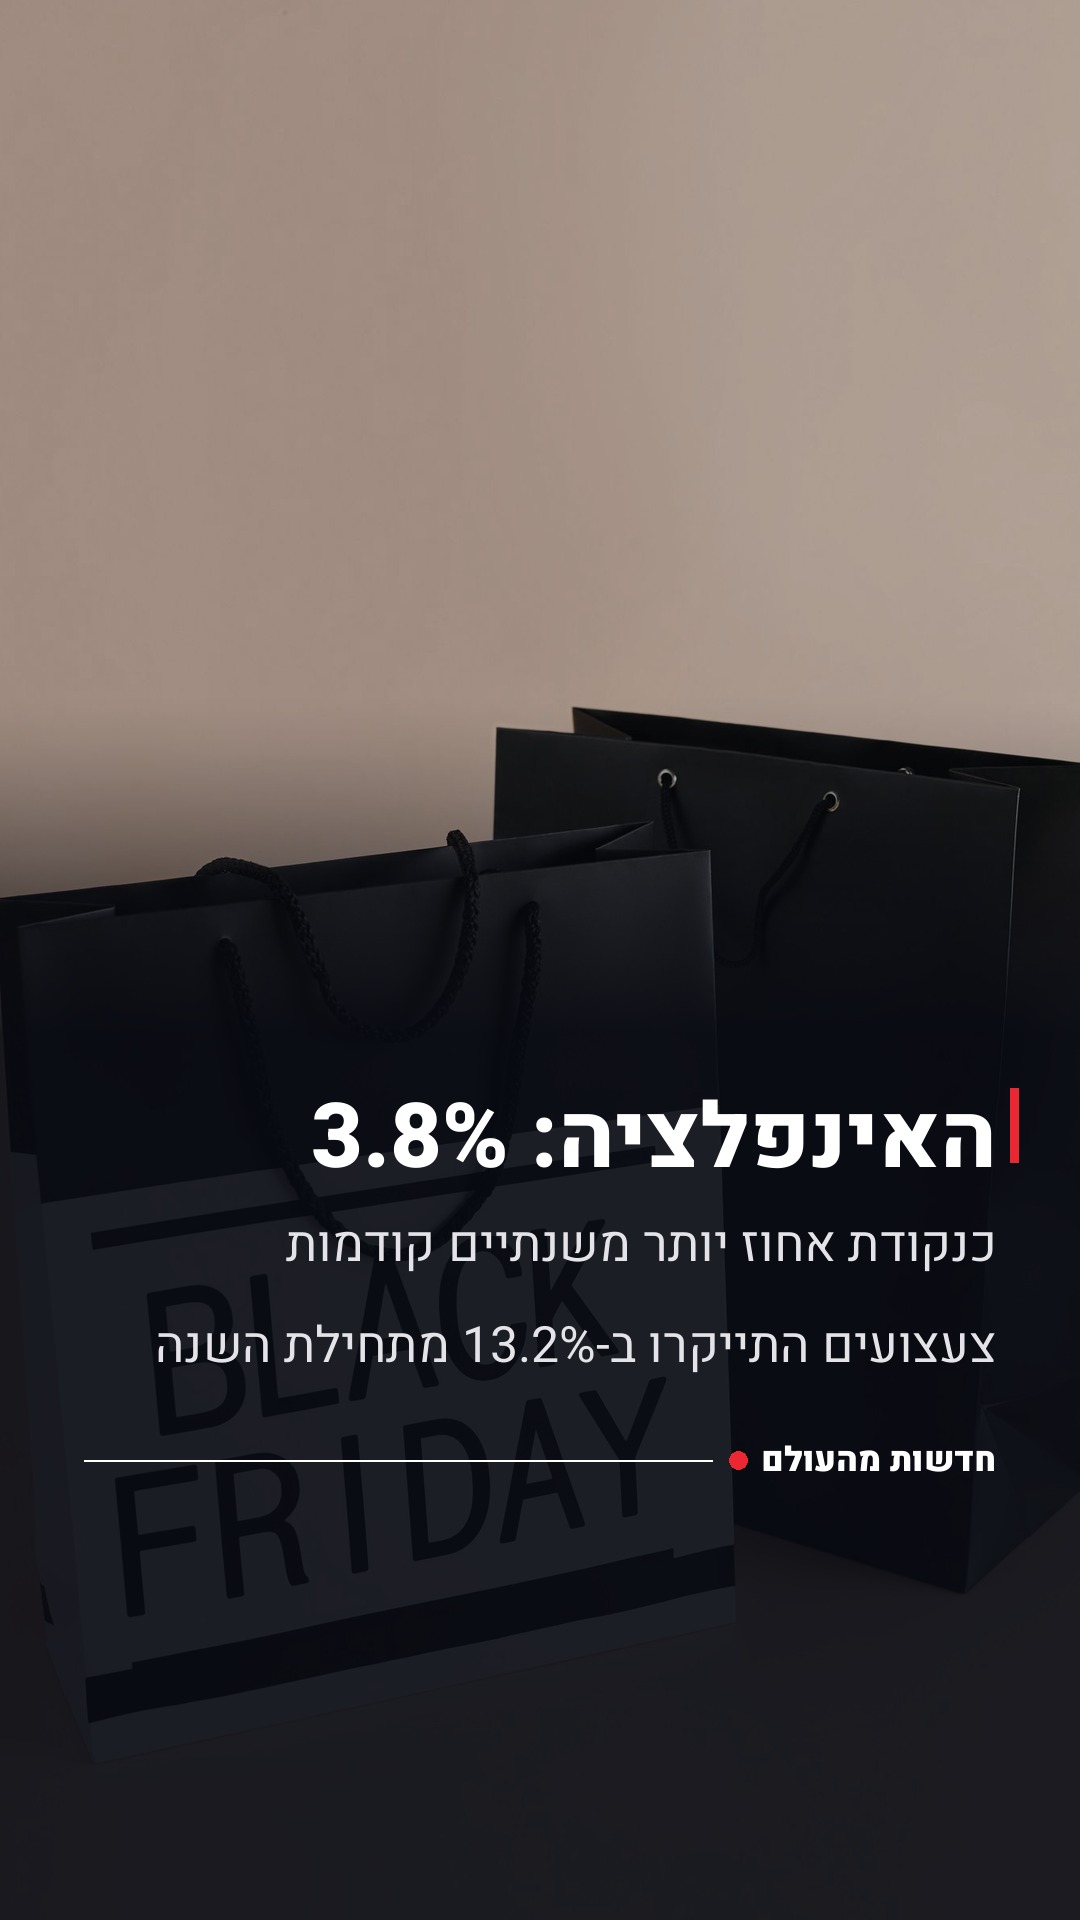 האינפלציה: 3.8%
כנקודת אחוז יותר משנתיים קודמות
צעצועים התייקרו ב-13.2% מתחילת השנה
חדשות מהעולם
BLACK
FRIDAY